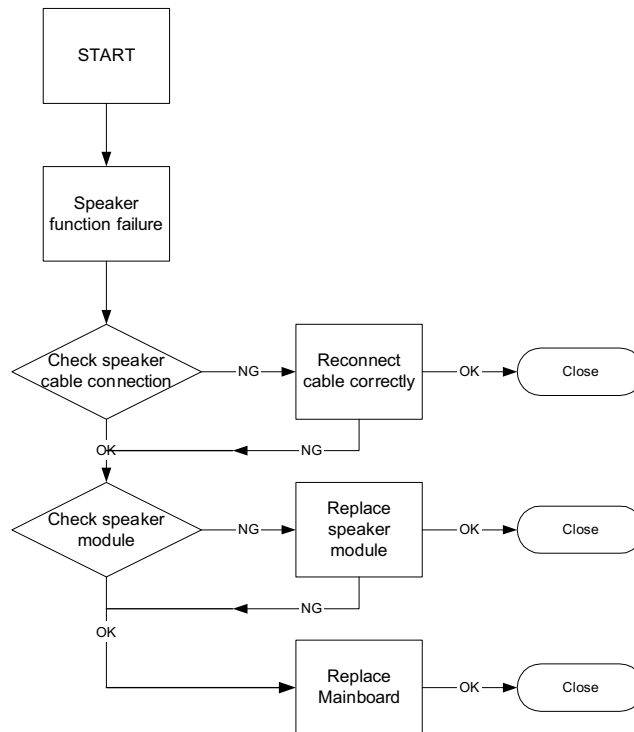 START
Speaker
function failure
Check speaker
cable connection
NG
Reconnect
cable correctly
OK
Close
OK
NG
Check speaker
module
NG
Replace
speaker
module
OK
Close
NG
OK
Replace
Mainboard
OK
Close